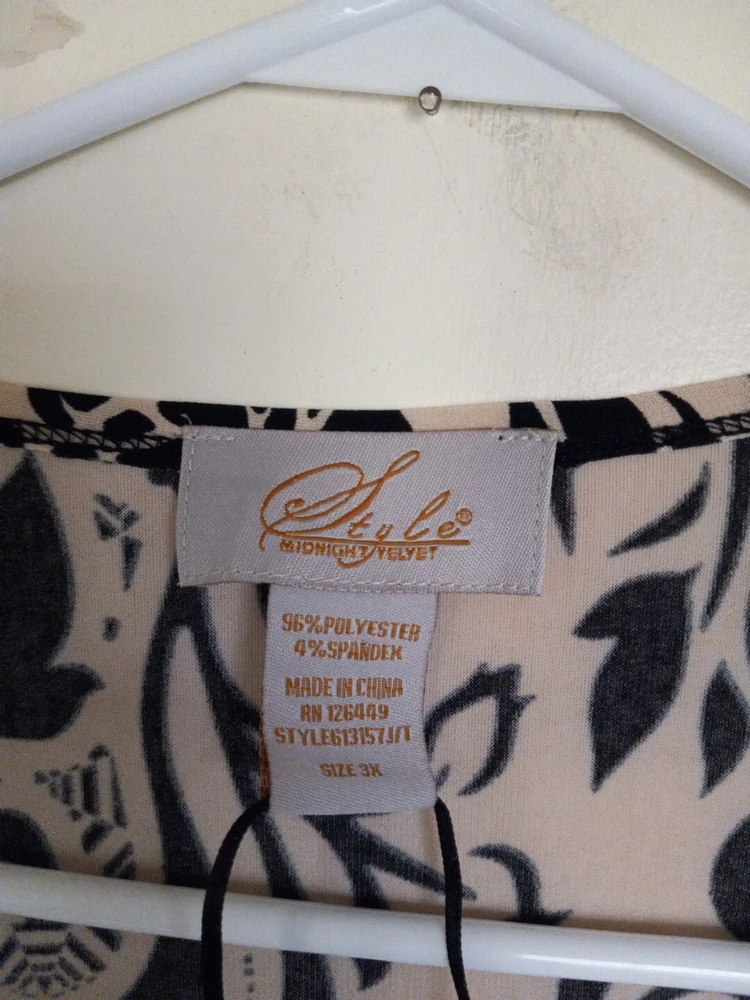 Style®
MIDNIGHT VELVET
96%POLYESTER
4%SPANDEX
MADE IN CHINA
RN 126449
STYLE613157J/T
SIZE 3X